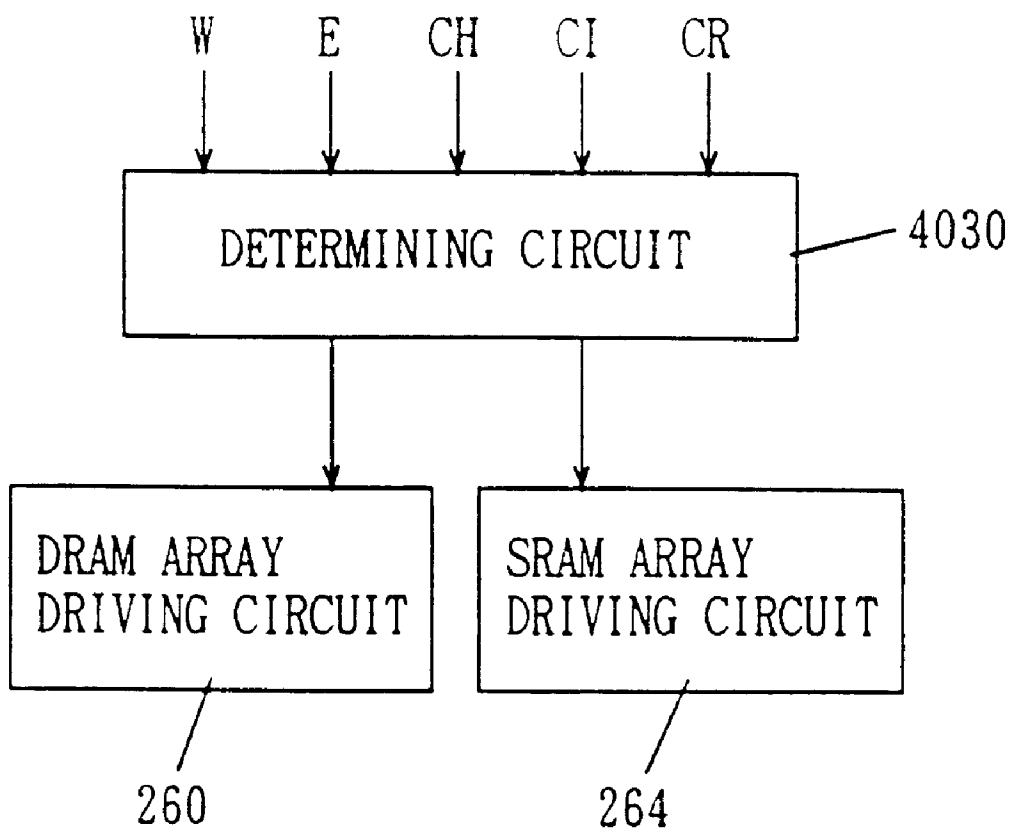 W E CH CI CR
DETERMINING CIRCUIT
4030
DRAM ARRAY
DRIVING CIRCUIT
SRAM ARRAY
DRIVING CIRCUIT
260
264